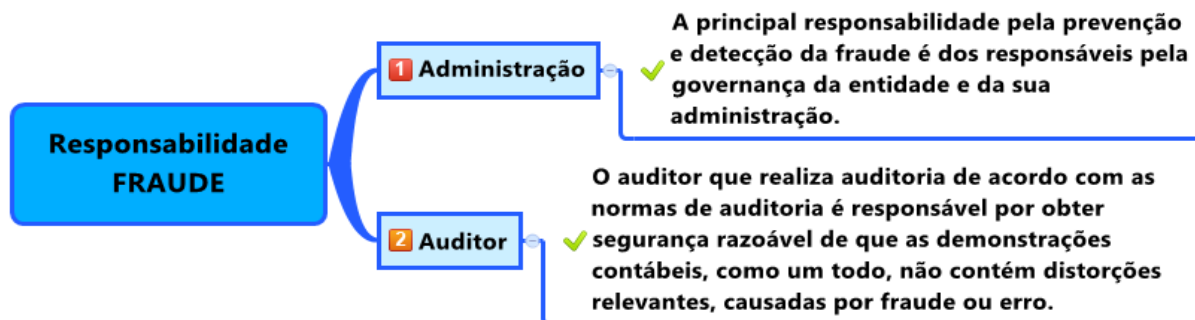 Responsabilidade
FRAUDE
1 Administração
A principal responsabilidade pela prevenção
e detecção da fraude é dos responsáveis pela
governança da entidade e da sua
administração.
2 Auditor
O auditor que realiza auditoria de acordo com as
normas de auditoria é responsável por obter
segurança razoável de que as demonstrações
contábeis, como um todo, não contém distorções
relevantes, causadas por fraude ou erro.